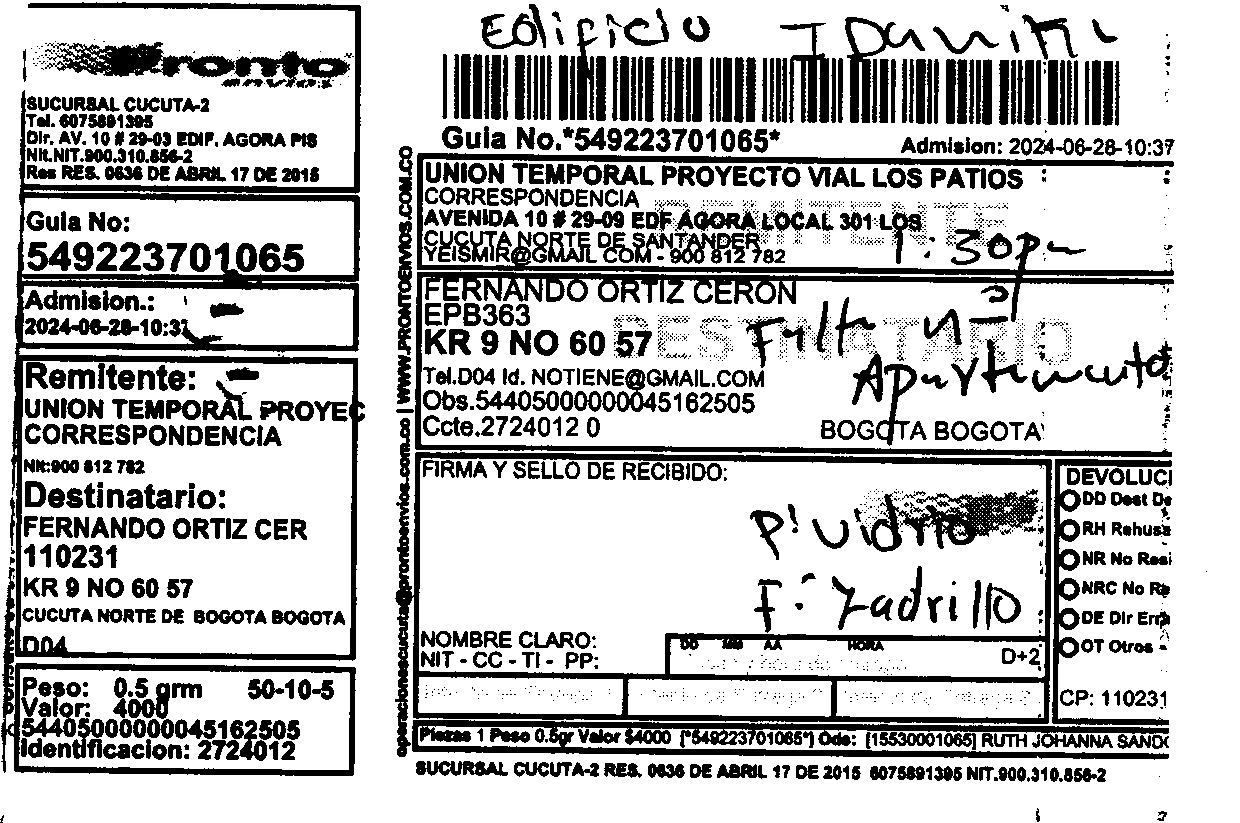 Pronto
envios
SUCURSAL CUCUTA-2
Tel. 6075891395
Dir. AV. 10 # 29-03 EDIF. AGORA PIS
Nit.NIT.900.310.856-2
Res RES. 0636 DE ABRIL 17 DE 2015
Guia No:
549223701065
Admision.:
2024-06-28-10:37
Remitente:
UNION TEMPORAL PROYEC
CORRESPONDENCIA
Nit:900 812 782
Destinatario:
FERNANDO ORTIZ CER
110231
KR 9 NO 60 57
CUCUTA NORTE DE BOGOTA BOGOTA
D04
Peso: 0.5 grm 50-10-5
Valor: 4000
54405000000045162505
Identificacion: 2724012
Edificio
Guia No.*549223701065* Admision: 2024-06-28-10:37
operacionescucuta@prontoenvios.com.co | WWW.PRONTOENVIOS.COM.CO
UNION TEMPORAL PROYECTO VIAL LOS PATIOS
CORRESPONDENCIA
REMITENTE
AVENIDA 10 # 29-09 EDF AGORA LOCAL 301 LOS
CUCUTA NORTE DE SANTANDER
YEISMIR@GMAIL COM - 900 812 782
1:30pm
FERNANDO ORTIZ CERON
EPB363
DESTINATARIO
KR 9 NO 60 57
Falta nº
Apartamento
Tel.D04 Id. NOTIENE@GMAIL.COM
Obs.54405000000045162505
Ccte.2724012 0 BOGOTA BOGOTA
FIRMA Y SELLO DE RECIBIDO:
P: Vidrio
F: Ladrillo
NOMBRE CLARO:
NIT - CC - TI - PP:
DD MM AA HORA
D+2
DEVOLUCI
DD Dest De
RH Rehusa
NR No Resi
NRC No Re
DE Dir Erra
OT Otros -
CP: 110231
Piezas 1 Peso 0.5gr Valor $4000 [*549223701065*] Ode: [15530001065] RUTH JOHANNA SANDO
SUCURSAL CUCUTA-2 RES. 0636 DE ABRIL 17 DE 2015 6075891395 NIT.900.310.856-2